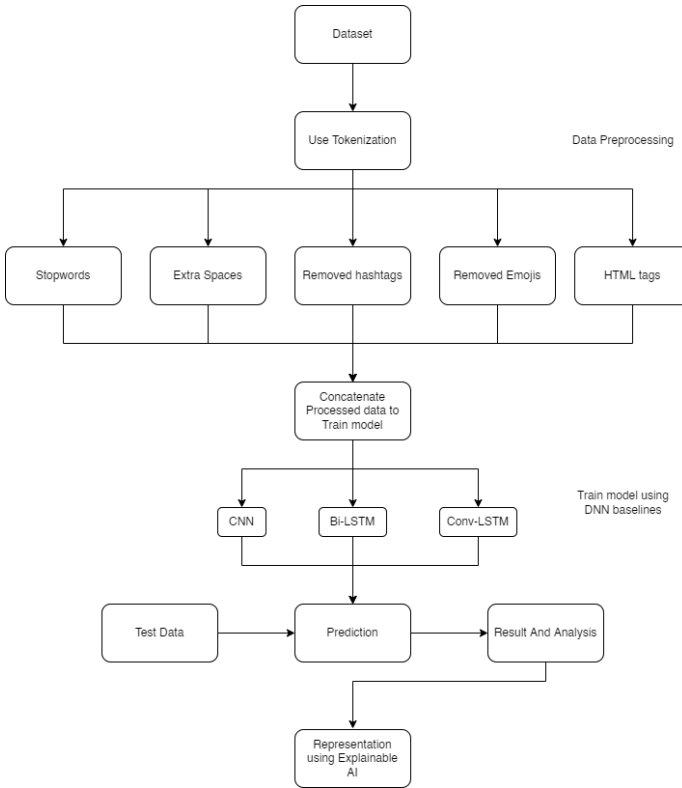 Dataset
Use Tokenization
Data Preprocessing
Stopwords
Extra Spaces
Removed hashtags
Removed Emojis
HTML tags
Concatenate
Processed data to
Train model
Train model using
DNN baselines
CNN
Bi-LSTM
Conv-LSTM
Test Data
Prediction
Result And Analysis
Representation
using Explainable
AI